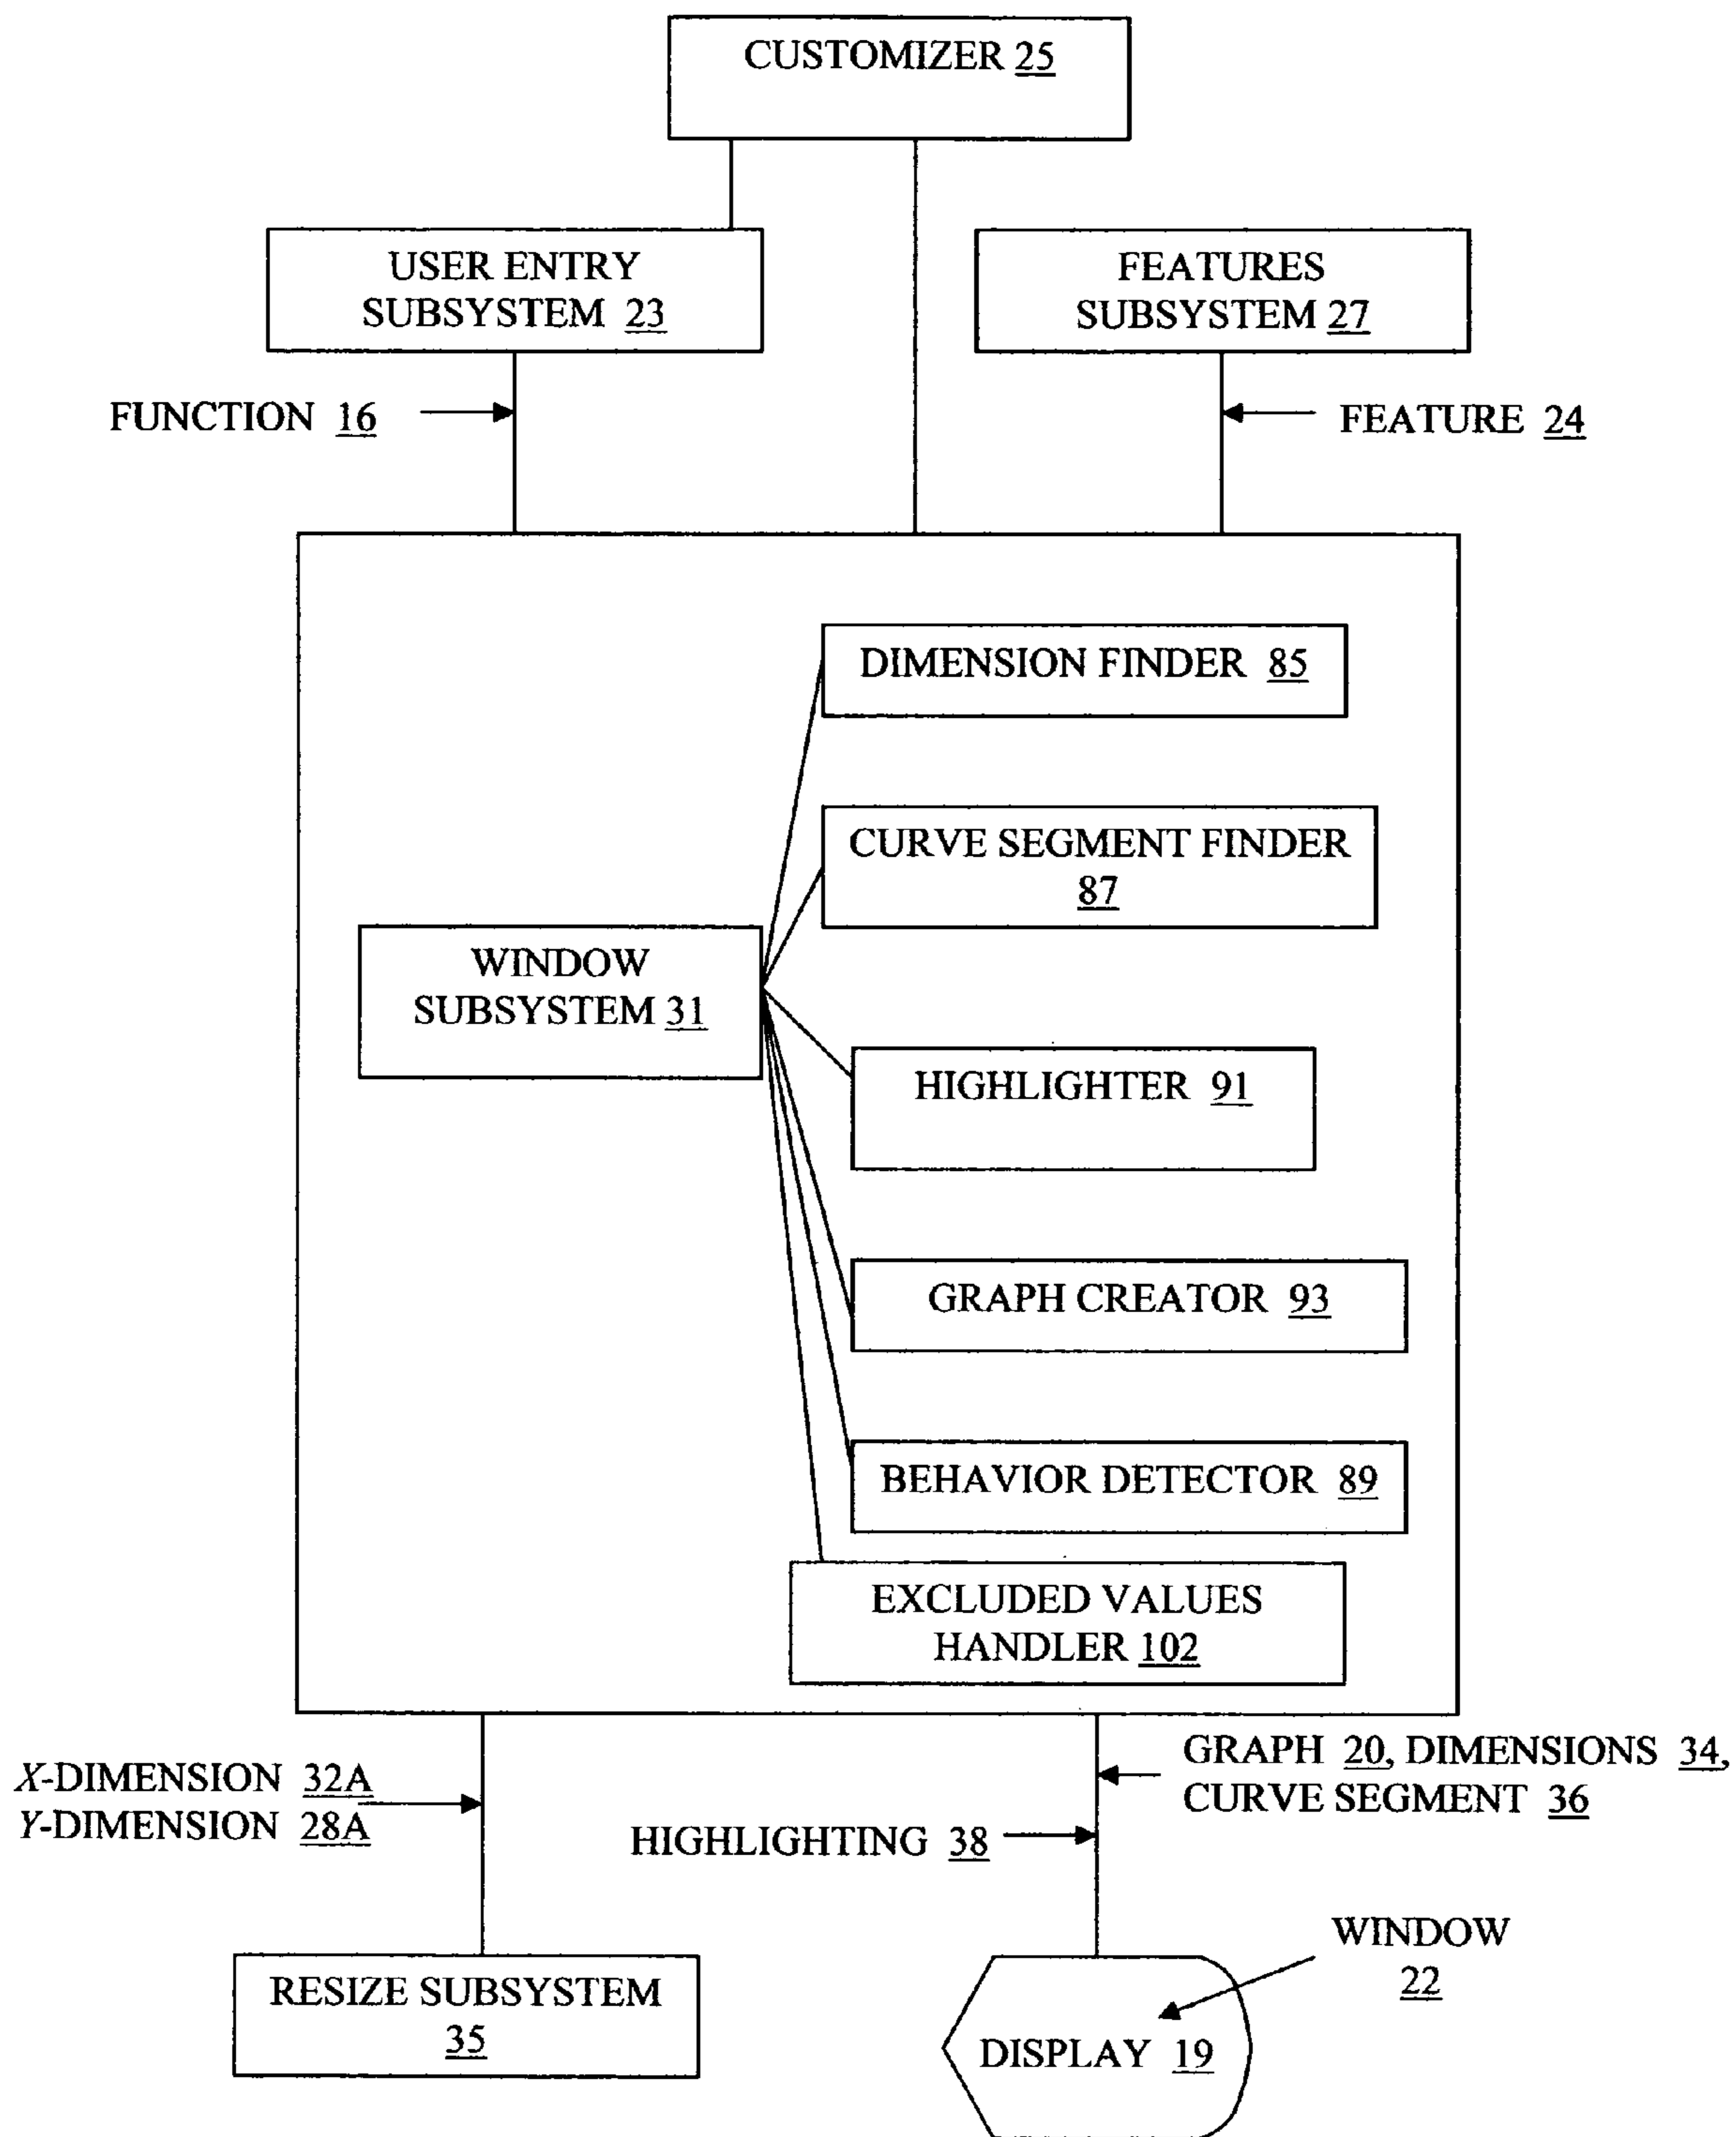 CUSTOMIZER 25
USER ENTRY
SUBSYSTEM 23
FEATURES
SUBSYSTEM 27
FUNCTION 16
FEATURE 24
DIMENSION FINDER 85
CURVE SEGMENT FINDER
87
WINDOW
SUBSYSTEM 31
HIGHLIGHTER 91
GRAPH CREATOR 93
BEHAVIOR DETECTOR 89
EXCLUDED VALUES
HANDLER 102
X-DIMENSION 32A
Y-DIMENSION 28A
GRAPH 20, DIMENSIONS 34,
CURVE SEGMENT 36
HIGHLIGHTING 38
WINDOW
22
RESIZE SUBSYSTEM
35
DISPLAY 19